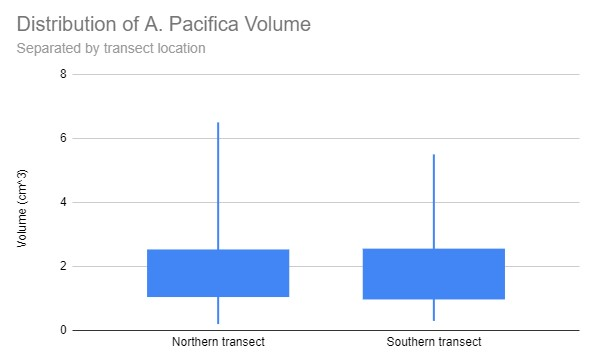 Distribution of A. Pacifica Volume
Separated by transect location
8
6
4
2
0
Volume (cm^3)
Northern transect
Southern transect